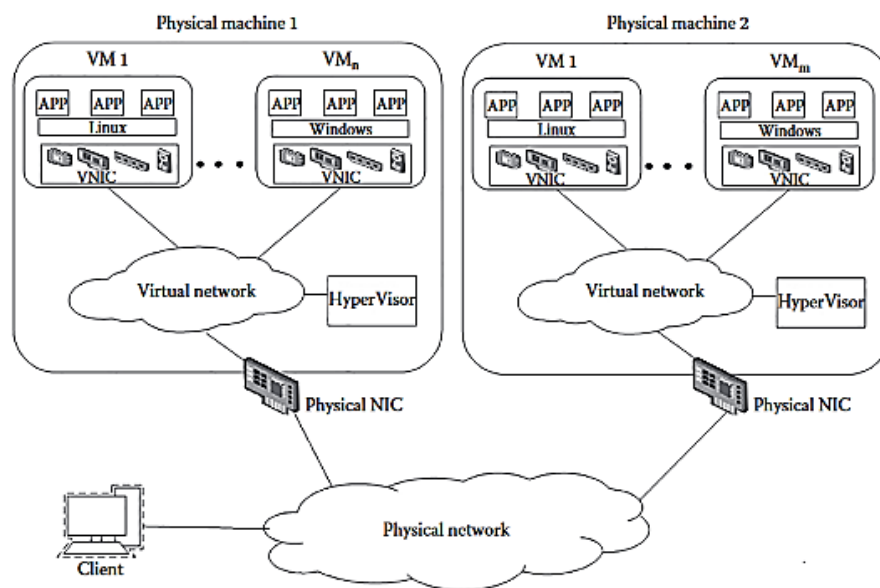 Physical machine 1
Physical machine 2
VM 1
VMn
VM 1
VMm
APP APP APP
APP APP APP
APP APP APP
APP APP APP
Linux
Windows
Linux
Windows
VNIC
VNIC
VNIC
VNIC
Virtual network
HyperVisor
Virtual network
HyperVisor
Physical NIC
Physical NIC
Physical network
Client